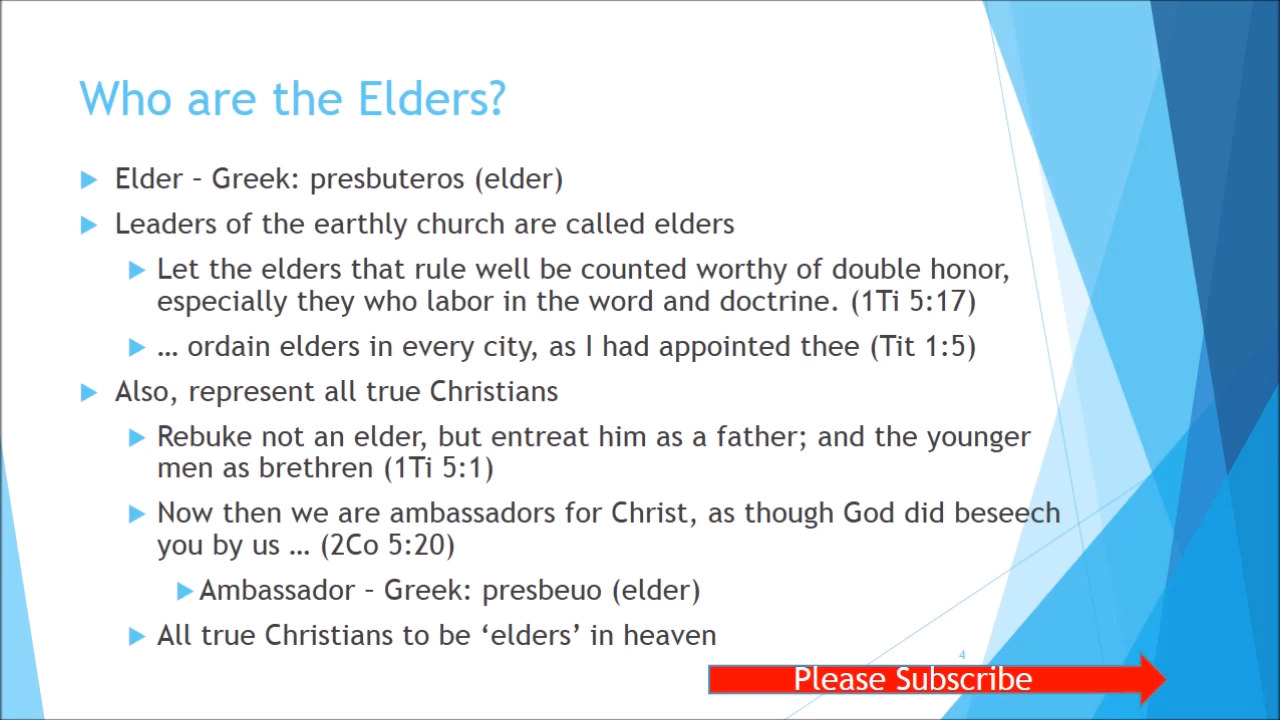 Who are the Elders?
Elder – Greek: presbuteros (elder)
Leaders of the earthly church are called elders
Let the elders that rule well be counted worthy of double honor,
especially they who labor in the word and doctrine. (1Ti 5:17)
… ordain elders in every city, as I had appointed thee (Tit 1:5)
Also, represent all true Christians
Rebuke not an elder, but entreat him as a father; and the younger
men as brethren (1Ti 5:1)
Now then we are ambassadors for Christ, as though God did beseech
you by us … (2Co 5:20)
Ambassador – Greek: presbeuo (elder)
All true Christians to be ‘elders’ in heaven
4
Please Subscribe